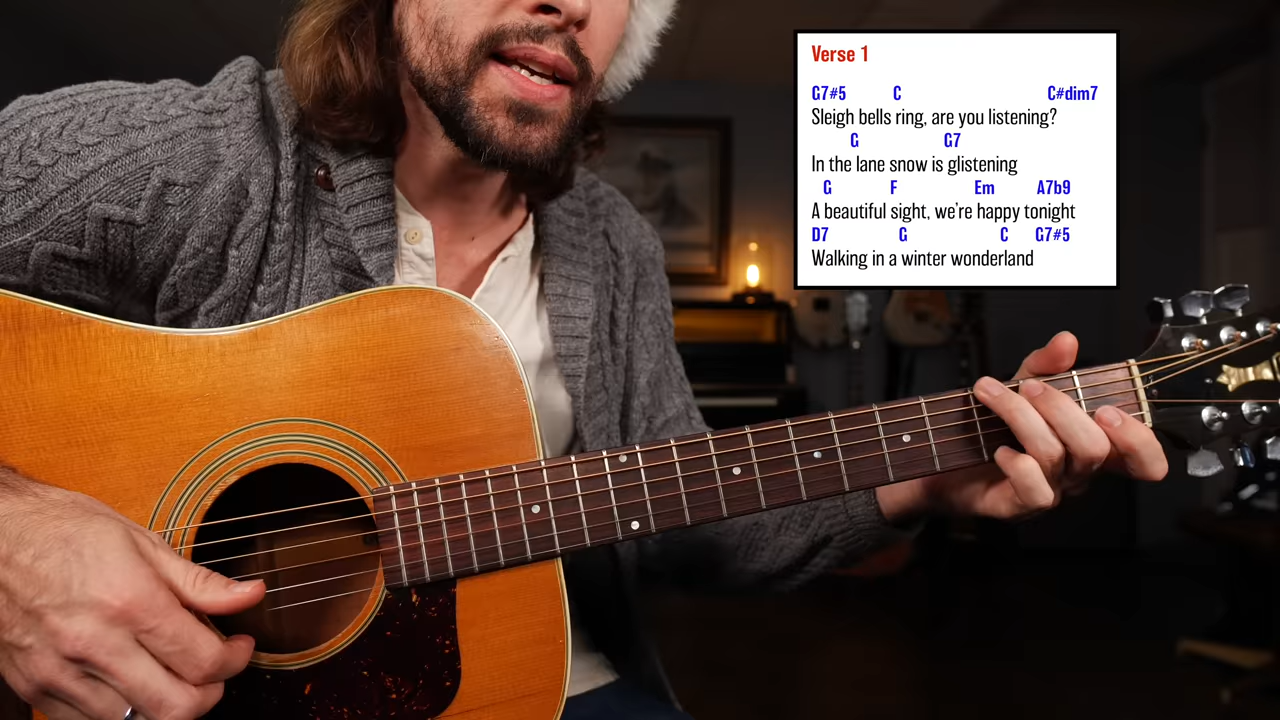 Verse 1
G7#5 C C#dim7
Sleigh bells ring, are you listening?
G G7
In the lane snow is glistening
G F Em A7b9
A beautiful sight, we're happy tonight
D7 G C G7#5
Walking in a winter wonderland